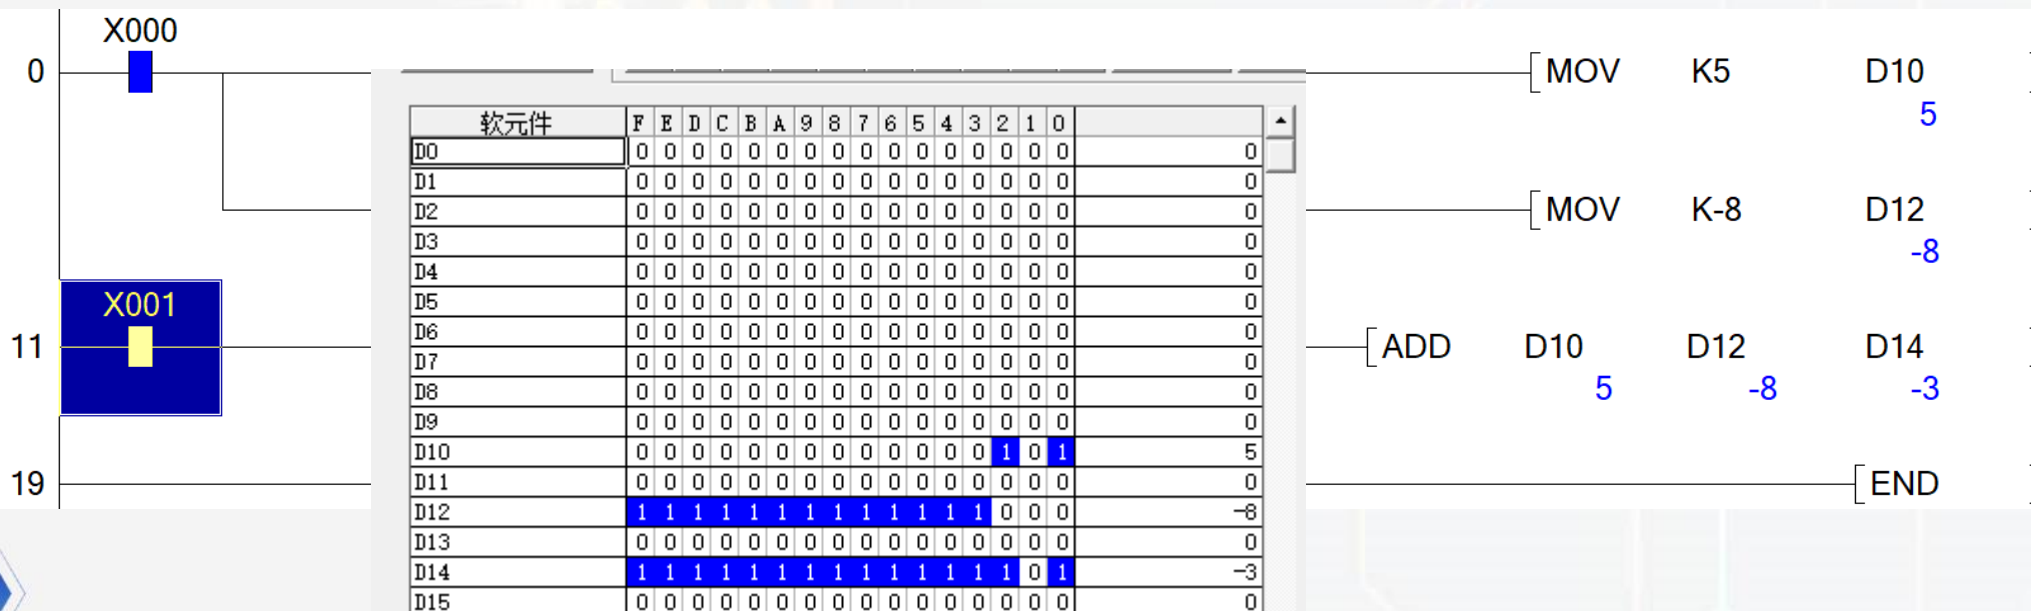 X000
0
MOV K5 D10
5
MOV K-8 D12
-8
X001
11
ADD D10 D12 D14
5 -8 -3
19
END
软元件 F E D C B A 9 8 7 6 5 4 3 2 1 0
D0 0 0 0 0 0 0 0 0 0 0 0 0 0 0 0 0 0
D1 0 0 0 0 0 0 0 0 0 0 0 0 0 0 0 0 0
D2 0 0 0 0 0 0 0 0 0 0 0 0 0 0 0 0 0
D3 0 0 0 0 0 0 0 0 0 0 0 0 0 0 0 0 0
D4 0 0 0 0 0 0 0 0 0 0 0 0 0 0 0 0 0
D5 0 0 0 0 0 0 0 0 0 0 0 0 0 0 0 0 0
D6 0 0 0 0 0 0 0 0 0 0 0 0 0 0 0 0 0
D7 0 0 0 0 0 0 0 0 0 0 0 0 0 0 0 0 0
D8 0 0 0 0 0 0 0 0 0 0 0 0 0 0 0 0 0
D9 0 0 0 0 0 0 0 0 0 0 0 0 0 0 0 0 0
D10 0 0 0 0 0 0 0 0 0 0 0 0 0 1 0 1 5
D11 0 0 0 0 0 0 0 0 0 0 0 0 0 0 0 0 0
D12 1 1 1 1 1 1 1 1 1 1 1 1 1 0 0 0 -8
D13 0 0 0 0 0 0 0 0 0 0 0 0 0 0 0 0 0
D14 1 1 1 1 1 1 1 1 1 1 1 1 1 1 0 1 -3
D15 0 0 0 0 0 0 0 0 0 0 0 0 0 0 0 0 0